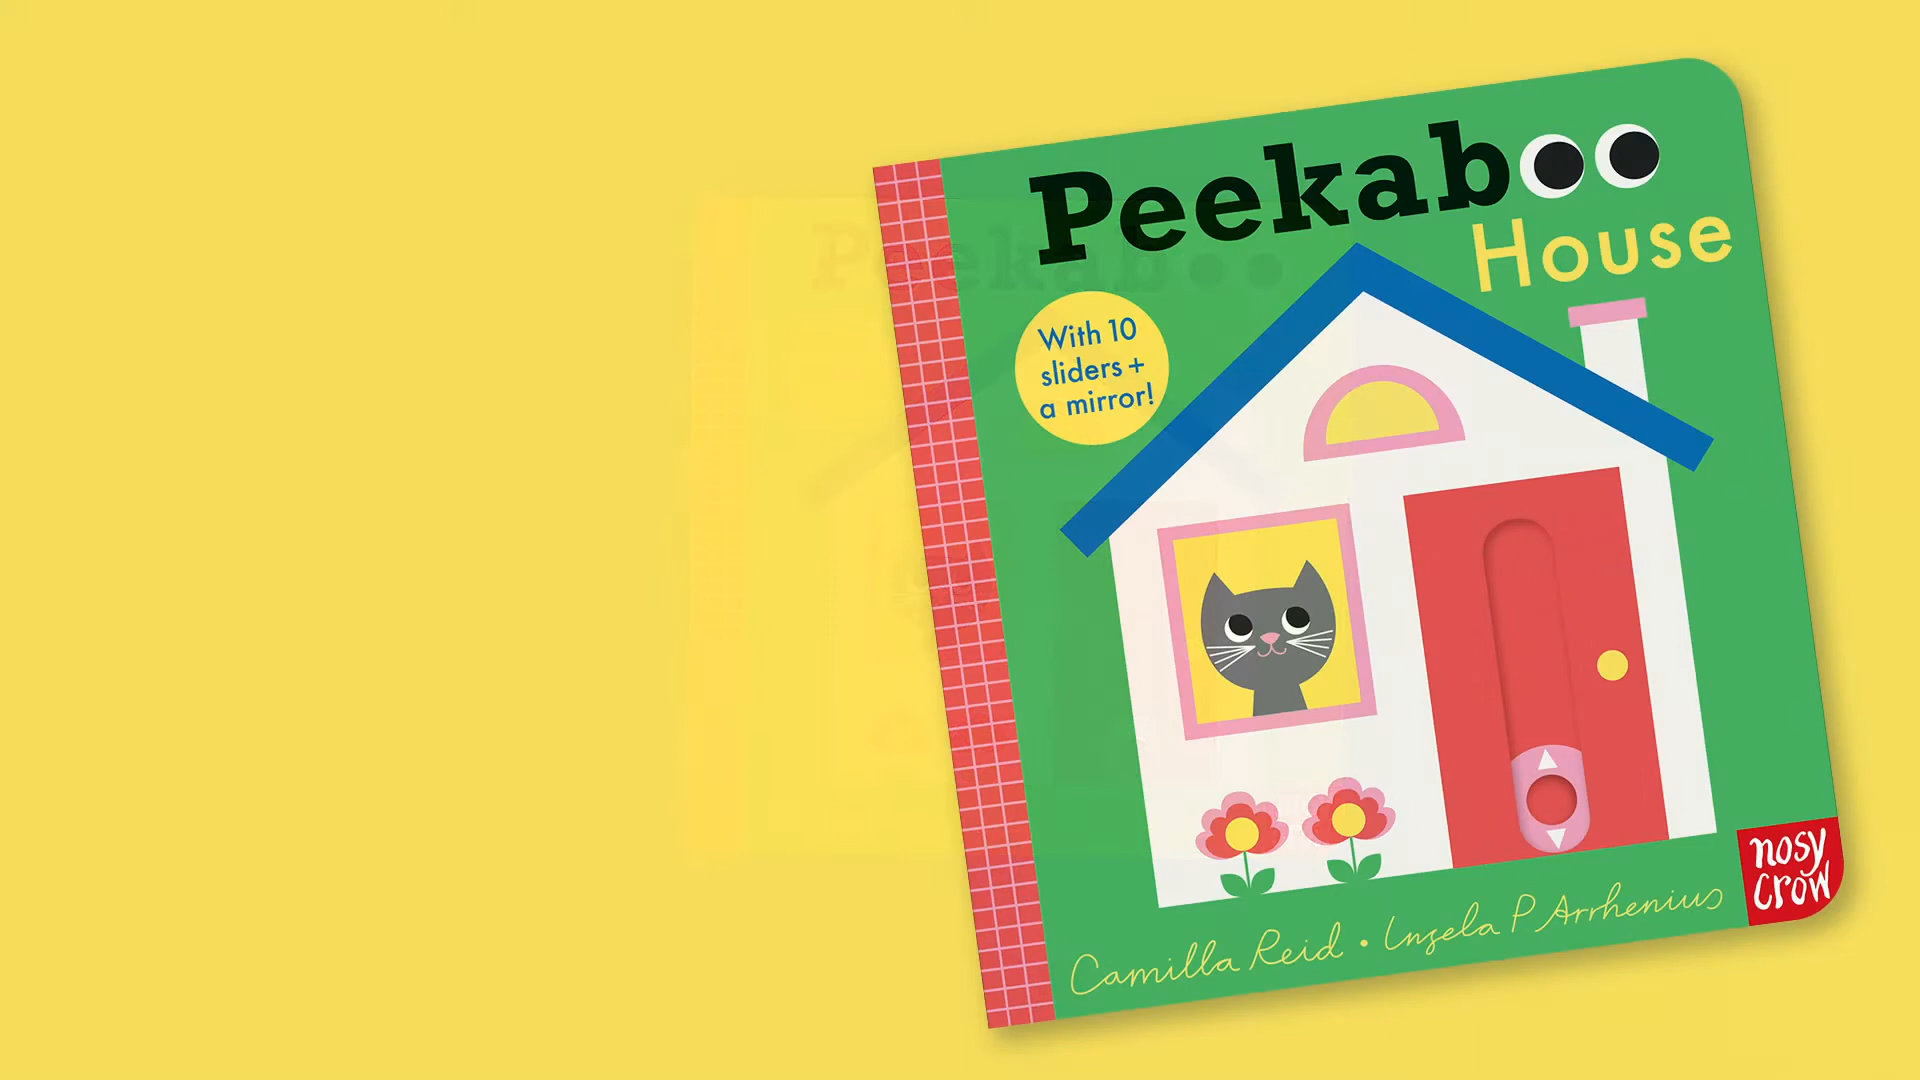 Peekaboo
House
With 10
sliders +
a mirror!
Camilla Reid • Ingela P Arrhenius
nosy
crow